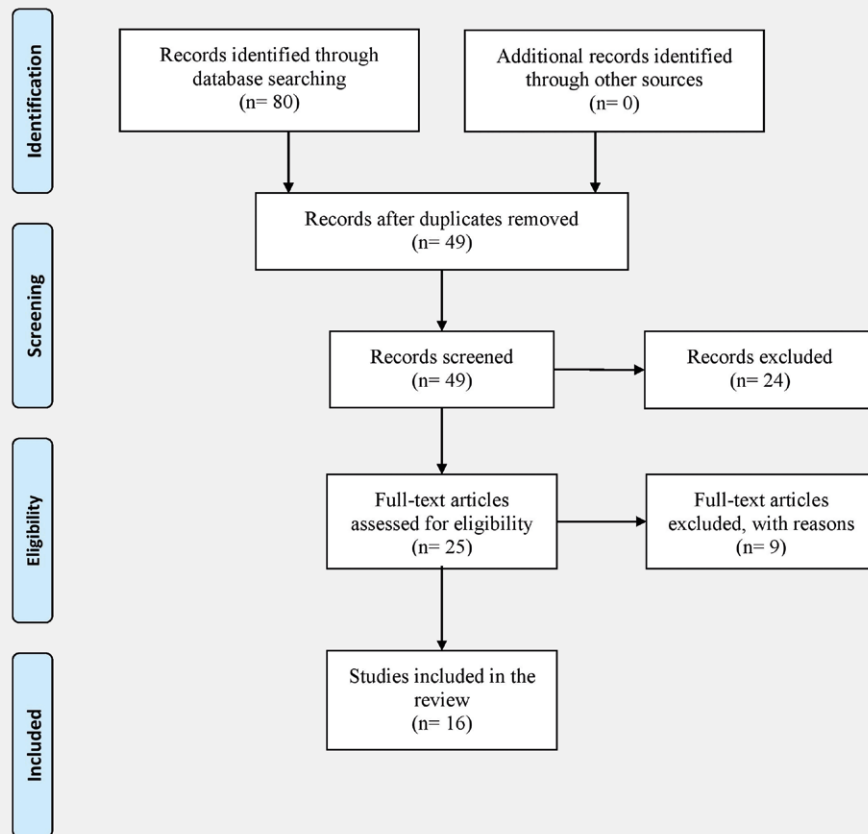 Identification
Records identified through
database searching
(n= 80)
Additional records identified
through other sources
(n= 0)
Records after duplicates removed
(n= 49)
Screening
Records screened
(n= 49)
Records excluded
(n= 24)
Eligibility
Full-text articles
assessed for eligibility
(n= 25)
Full-text articles
excluded, with reasons
(n= 9)
Included
Studies included in the
review
(n= 16)